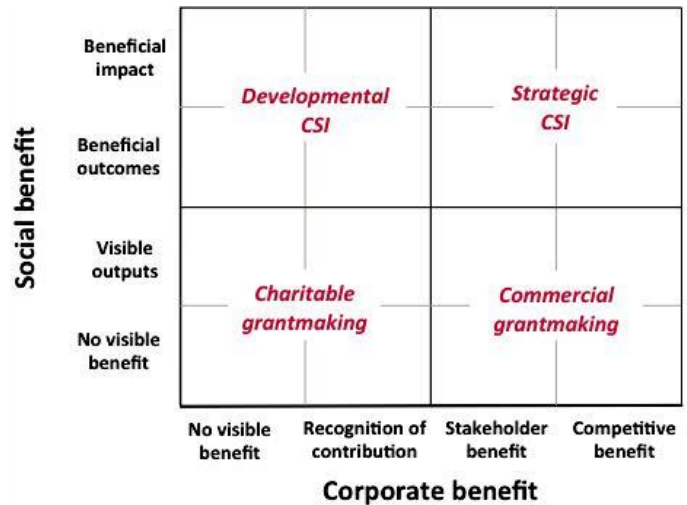 Social benefit
Beneficial
impact
Beneficial
outcomes
Visible
outputs
No visible
benefit
Developmental
CSI
Strategic
CSI
Charitable
grantmaking
Commercial
grantmaking
No visible
benefit
Recognition of
contribution
Stakeholder
benefit
Competitive
benefit
Corporate benefit